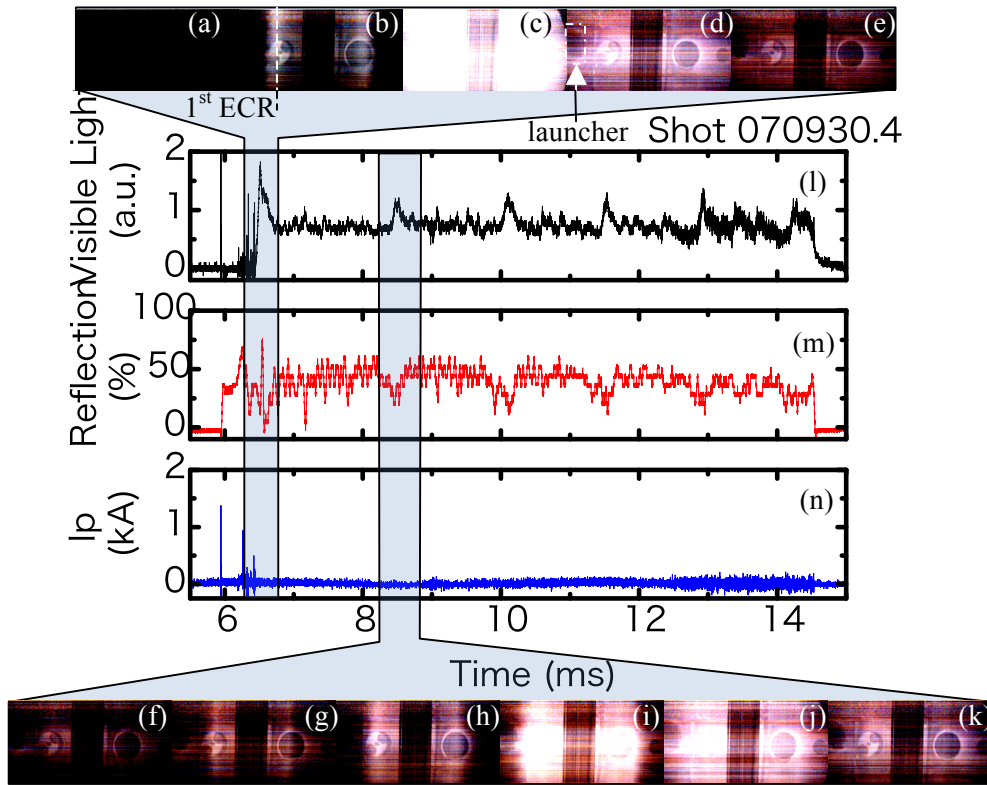 (a) (b) (c) (d) (e)
1st ECR
launcher
Shot 070930.4
Visible Light
(a.u.)
2
1
0
(l)
Reflection
(%)
100
50
0
(m)
Ip
(kA)
2
1
0
(n)
6 8 10 12 14
Time (ms)
(f) (g) (h) (i) (j) (k)